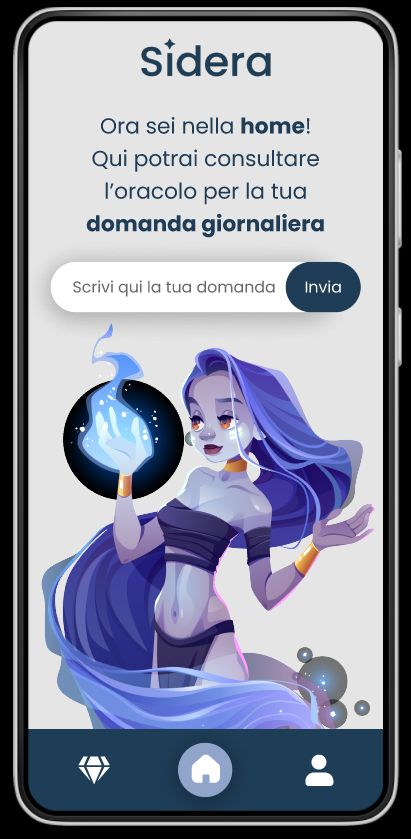 Sidera
Ora sei nella home!
Qui potrai consultare
l’oracolo per la tua
domanda giornaliera
Scrivi qui la tua domanda
Invia